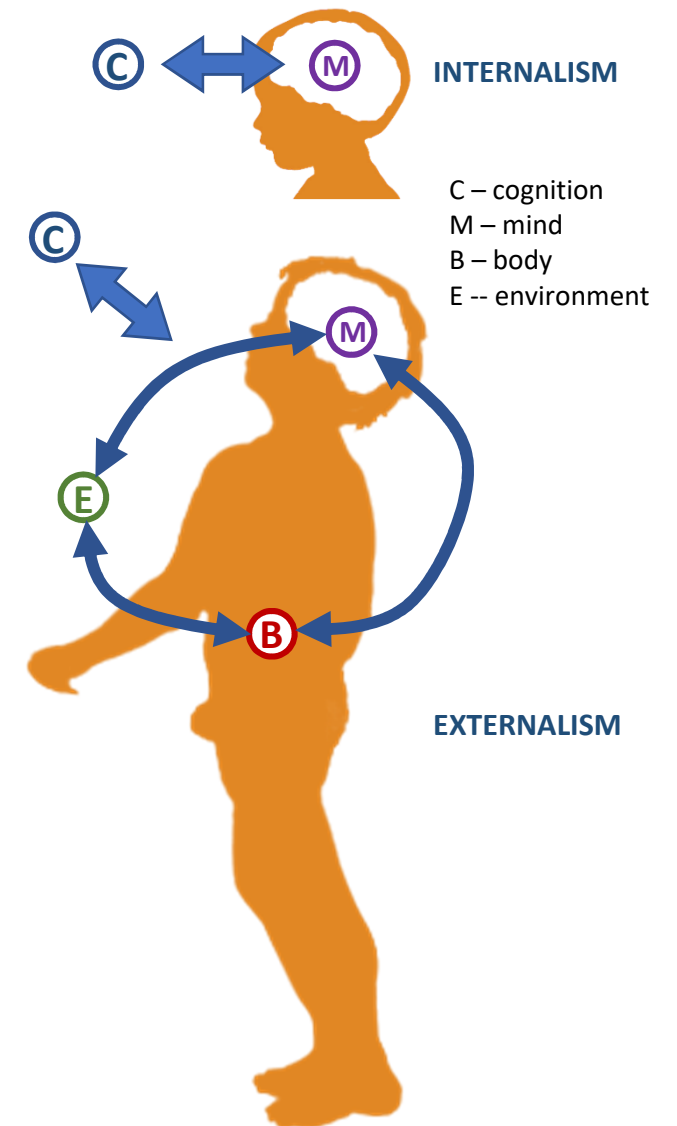 C
M
INTERNALISM
C – cognition
M – mind
B – body
E -- environment
C
M
E
B
EXTERNALISM